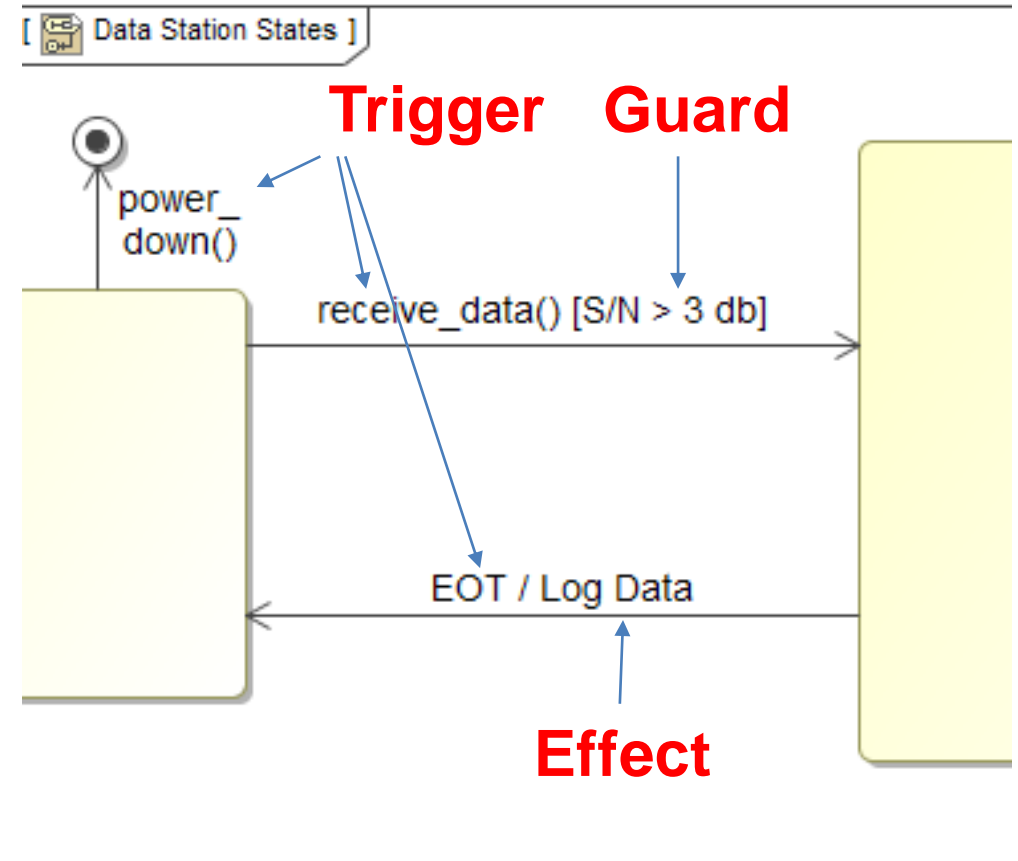 [ Data Station States ]
Trigger Guard
power_
down()
receive_data() [S/N > 3 db]
EOT / Log Data
Effect